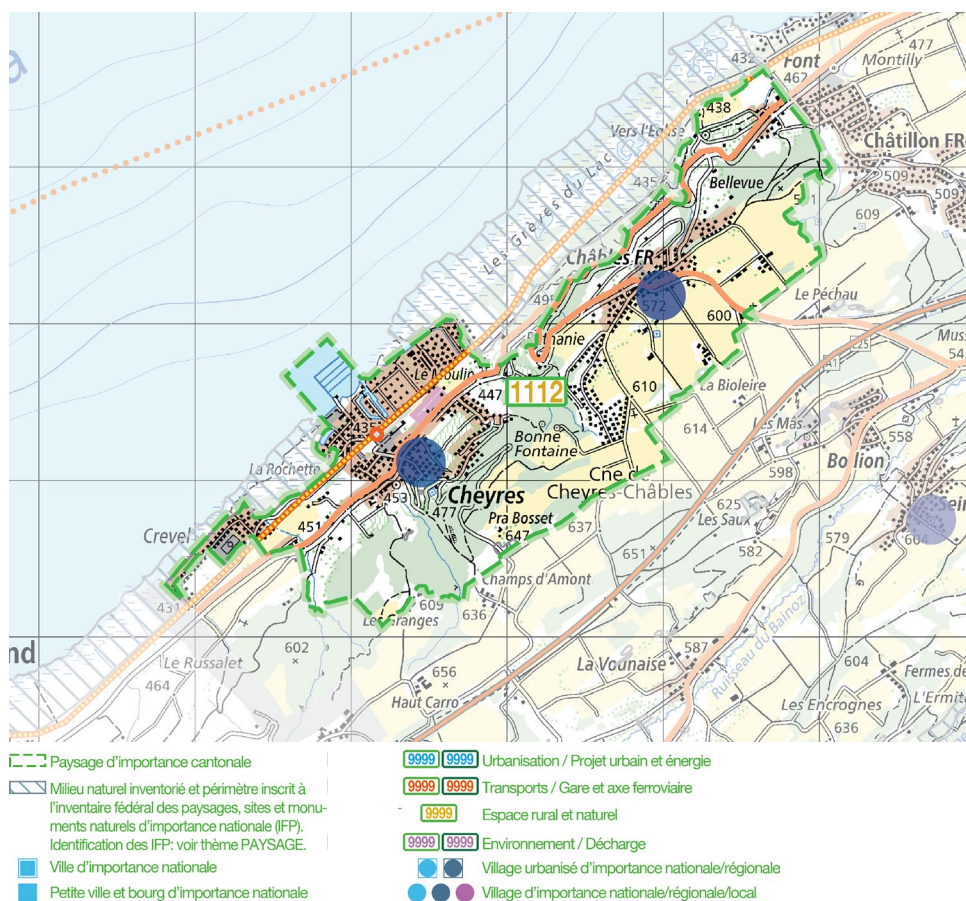 a
432
Font
462
477
Montilly
438
Vers l'Eglise
Châtillon FR
435
Bellevue
509
509
609
Les Grèves du Lac
Châbles FR
495
572
600
Le Péchau
A1
25
Muss
54
hanie
Le Moulin
447
1112
610
La Bioleire
435
614
Les Mâs
558
Bonne
Fontaine
Bollion
La Rochette
598
Cne de
Cheyres
Cheyres-Châbles
453
477
Sein
604
Crevel
451
Pra Bosset
647
637
625
Les Saux
651
582
579
Champs d'Amont
431
609
636
Les Granges
nd
Le Russalet
602
464
656
Haut Carro
La Vounaise
587
Ruisseau du Bainoz
604
Fermes de
L'Ermit
Les Encrognes
636
Paysage d'importance cantonale
Milieu naturel inventorié et périmètre inscrit à
l'inventaire fédéral des paysages, sites et monu-
ments naturels d'importance nationale (IFP).
Identification des IFP: voir thème PAYSAGE.
Ville d'importance nationale
Petite ville et bourg d'importance nationale
9999 9999 Urbanisation / Projet urbain et énergie
9999 9999 Transports / Gare et axe ferroviaire
9999 Espace rural et naturel
9999 9999 Environnement / Décharge
Village urbanisé d'importance nationale/régionale
Village d'importance nationale/régionale/local